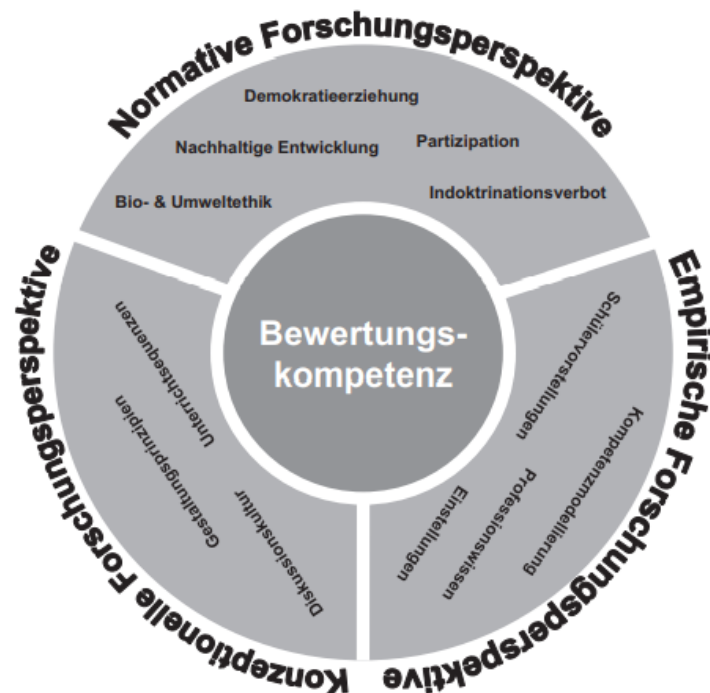 Normative Forschungsperspektive
Demokratieerziehung
Nachhaltige Entwicklung
Partizipation
Bio- & Umweltethik
Indoktrinationsverbot
Bewertungs-
kompetenz
Empirische Forschungsperspektive
Schülervorstellungen
Kompetenzmodellierung
Professionswissen
Einstellungen
Konzeptionelle Forschungsperspektive
Unterrichtsequenzen
Gestaltungsprinzipien
Diskussionskultur